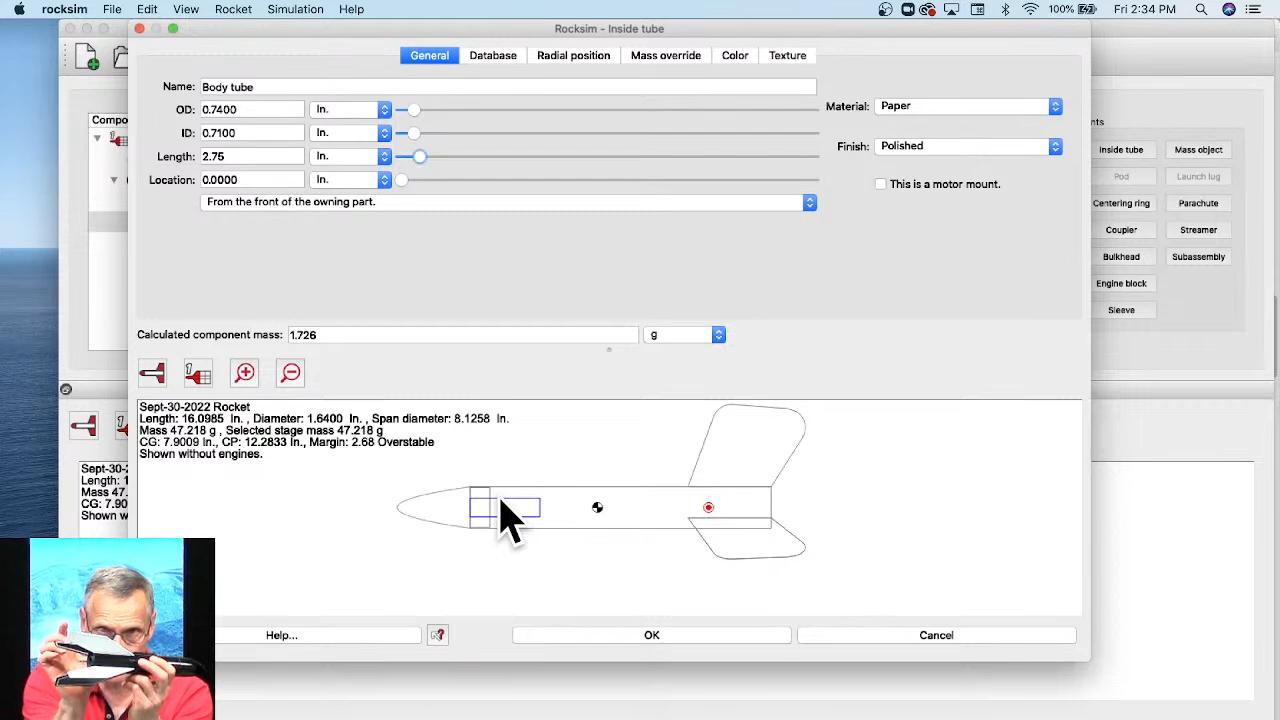 rocksim File Edit Rocket Simulation Help 100% Fri 2:34 PM
Rocksim - Inside tube
General Database Radial position Mass override Color Texture
Name: Body tube
OD: 0.7400 In.
Material: Paper
ID: 0.7100 In.
Finish: Polished
Length: 2.75 In.
Location: 0.0000 In.
This is a motor mount.
From the front of the owning part.
Calculated component mass: 1.726 g
Sept-30-2022 Rocket
Length: 16.0985 In. , Diameter: 1.6400 In. , Span diameter: 8.1258 In.
Mass 47.218 g , Selected stage mass 47.218 g
CG: 7.9009 In., CP: 12.2833 In., Margin: 2.68 Overstable
Shown without engines.
Help... OK Cancel
Compo
nts
Inside tube Mass object
Pod Launch lug
Centering ring Parachute
Coupler Streamer
Bulkhead Subassembly
Engine block
Sleeve
Sept-30-2
Length: 1
Mass 47.
CG: 7.90
Shown w